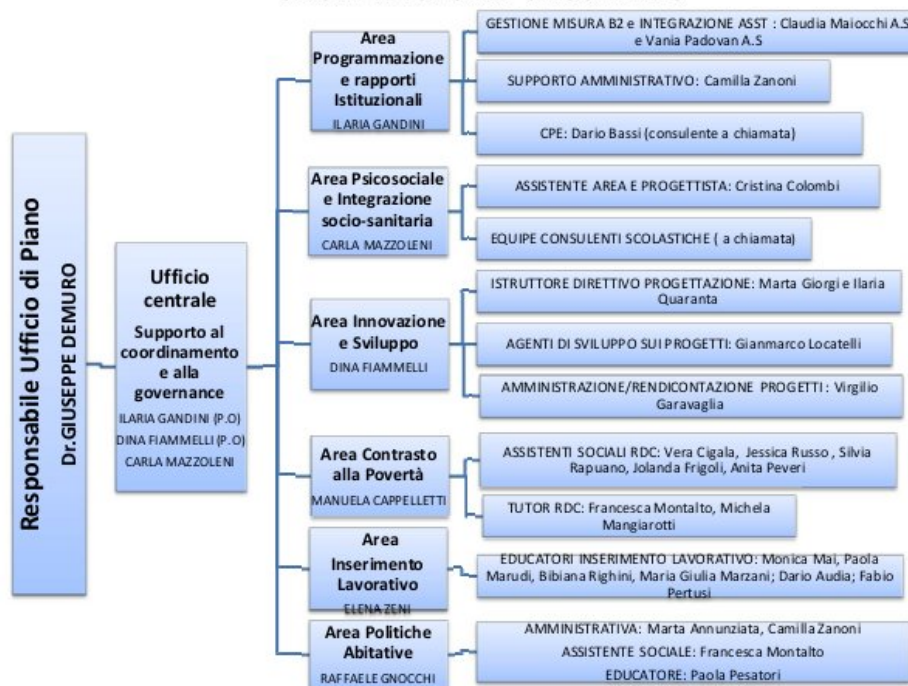 Responsabile Ufficio di Piano
Dr.GIUSEPPE DEMURO
Ufficio
centrale
Supporto al
coordinamento
e alla
governance
ILARIA GANDINI (P.O)
DINA FIAMMELLI (P.O)
CARLA MAZZOLENI
Area
Programmazione
e rapporti
Istituzionali
ILARIA GANDINI
GESTIONE MISURA B2 e INTEGRAZIONE ASST : Claudia Maiocchi A.S
e Vania Padovan A.S
SUPPORTO AMMINISTRATIVO: Camilla Zanoni
CPE: Dario Bassi (consulente a chiamata)
Area Psicosociale
e Integrazione
socio-sanitaria
CARLA MAZZOLENI
ASSISTENTE AREA E PROGETTISTA: Cristina Colombi
EQUIPE CONSULENTI SCOLASTICHE ( a chiamata)
Area Innovazione
e Sviluppo
DINA FIAMMELLI
ISTRUTTORE DIRETTIVO PROGETTAZIONE: Marta Giorgi e Ilaria
Quaranta
AGENTI DI SVILUPPO SUI PROGETTI: Gianmarco Locatelli
AMMINISTRAZIONE/RENDICONTAZIONE PROGETTI : Virgilio
Garavaglia
Area Contrasto
alla Povertà
MANUELA CAPPELLETTI
ASSISTENTI SOCIALI RDC: Vera Cigala, Jessica Russo , Silvia
Rapuano, Jolanda Frigoli, Anita Peveri
TUTOR RDC: Francesca Montalto, Michela
Mangiarotti
Area
Inserimento
Lavorativo
ELENA ZENI
EDUCATORI INSERIMENTO LAVORATIVO: Monica Mai, Paola
Marudi, Bibiana Righini, Maria Giulia Marzani; Dario Audia; Fabio
Pertusi
Area Politiche
Abitative
RAFFAELE GNOCCHI
AMMINISTRATIVA: Marta Annunziata, Camilla Zanoni
ASSISTENTE SOCIALE: Francesca Montalto
EDUCATORE: Paola Pesatori